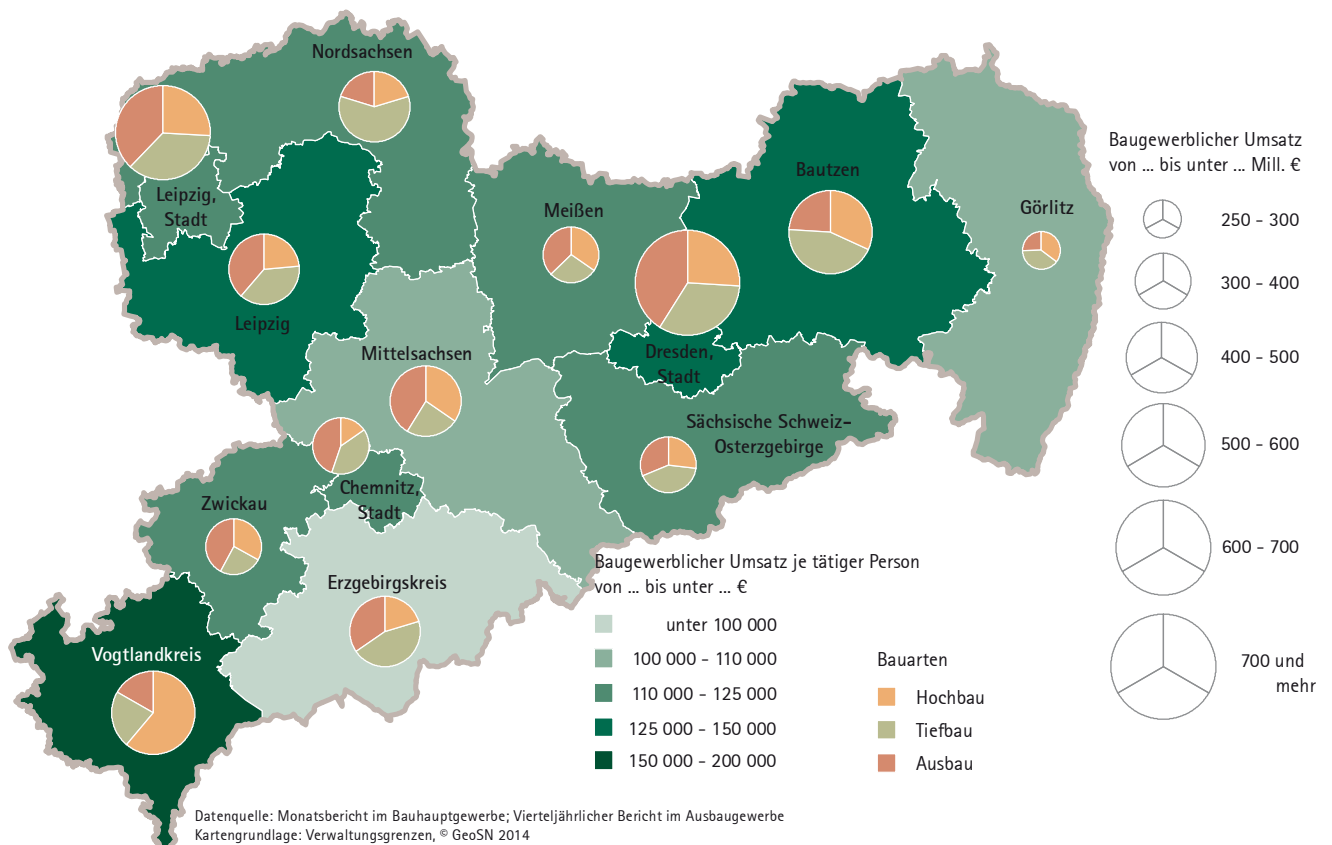 Nordsachsen
Leipzig,
Stadt
Leipzig
Meißen
Bautzen
Görlitz
Mittelsachsen
Dresden,
Stadt
Sächsische Schweiz-
Osterzgebirge
Chemnitz,
Stadt
Zwickau
Erzgebirgskreis
Vogtlandkreis
Baugewerblicher Umsatz
von ... bis unter ... Mill. €
250 - 300
300 - 400
400 - 500
500 - 600
600 - 700
700 und
mehr
Baugewerblicher Umsatz je tätiger Person
von ... bis unter ... €
unter 100 000
100 000 - 110 000
110 000 - 125 000
125 000 - 150 000
150 000 - 200 000
Bauarten
Hochbau
Tiefbau
Ausbau
Datenquelle: Monatsbericht im Bauhauptgewerbe; Vierteljährlicher Bericht im Ausbaugewerbe
Kartengrundlage: Verwaltungsgrenzen, © GeoSN 2014